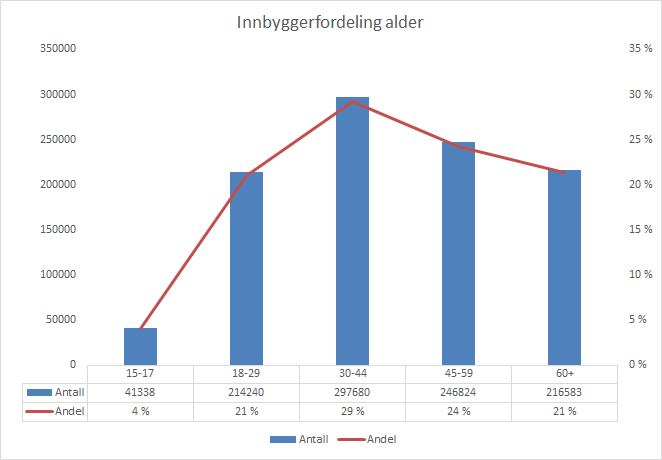 Innbyggerfordeling alder
350000 35 %
300000 30 %
250000 25 %
200000 20 %
150000 15 %
100000 10 %
50000 5 %
0 0 %
15-17 18-29 30-44 45-59 60+
Antall 41338 214240 297680 246824 216583
Andel 4 % 21 % 29 % 24 % 21 %
Antall Andel